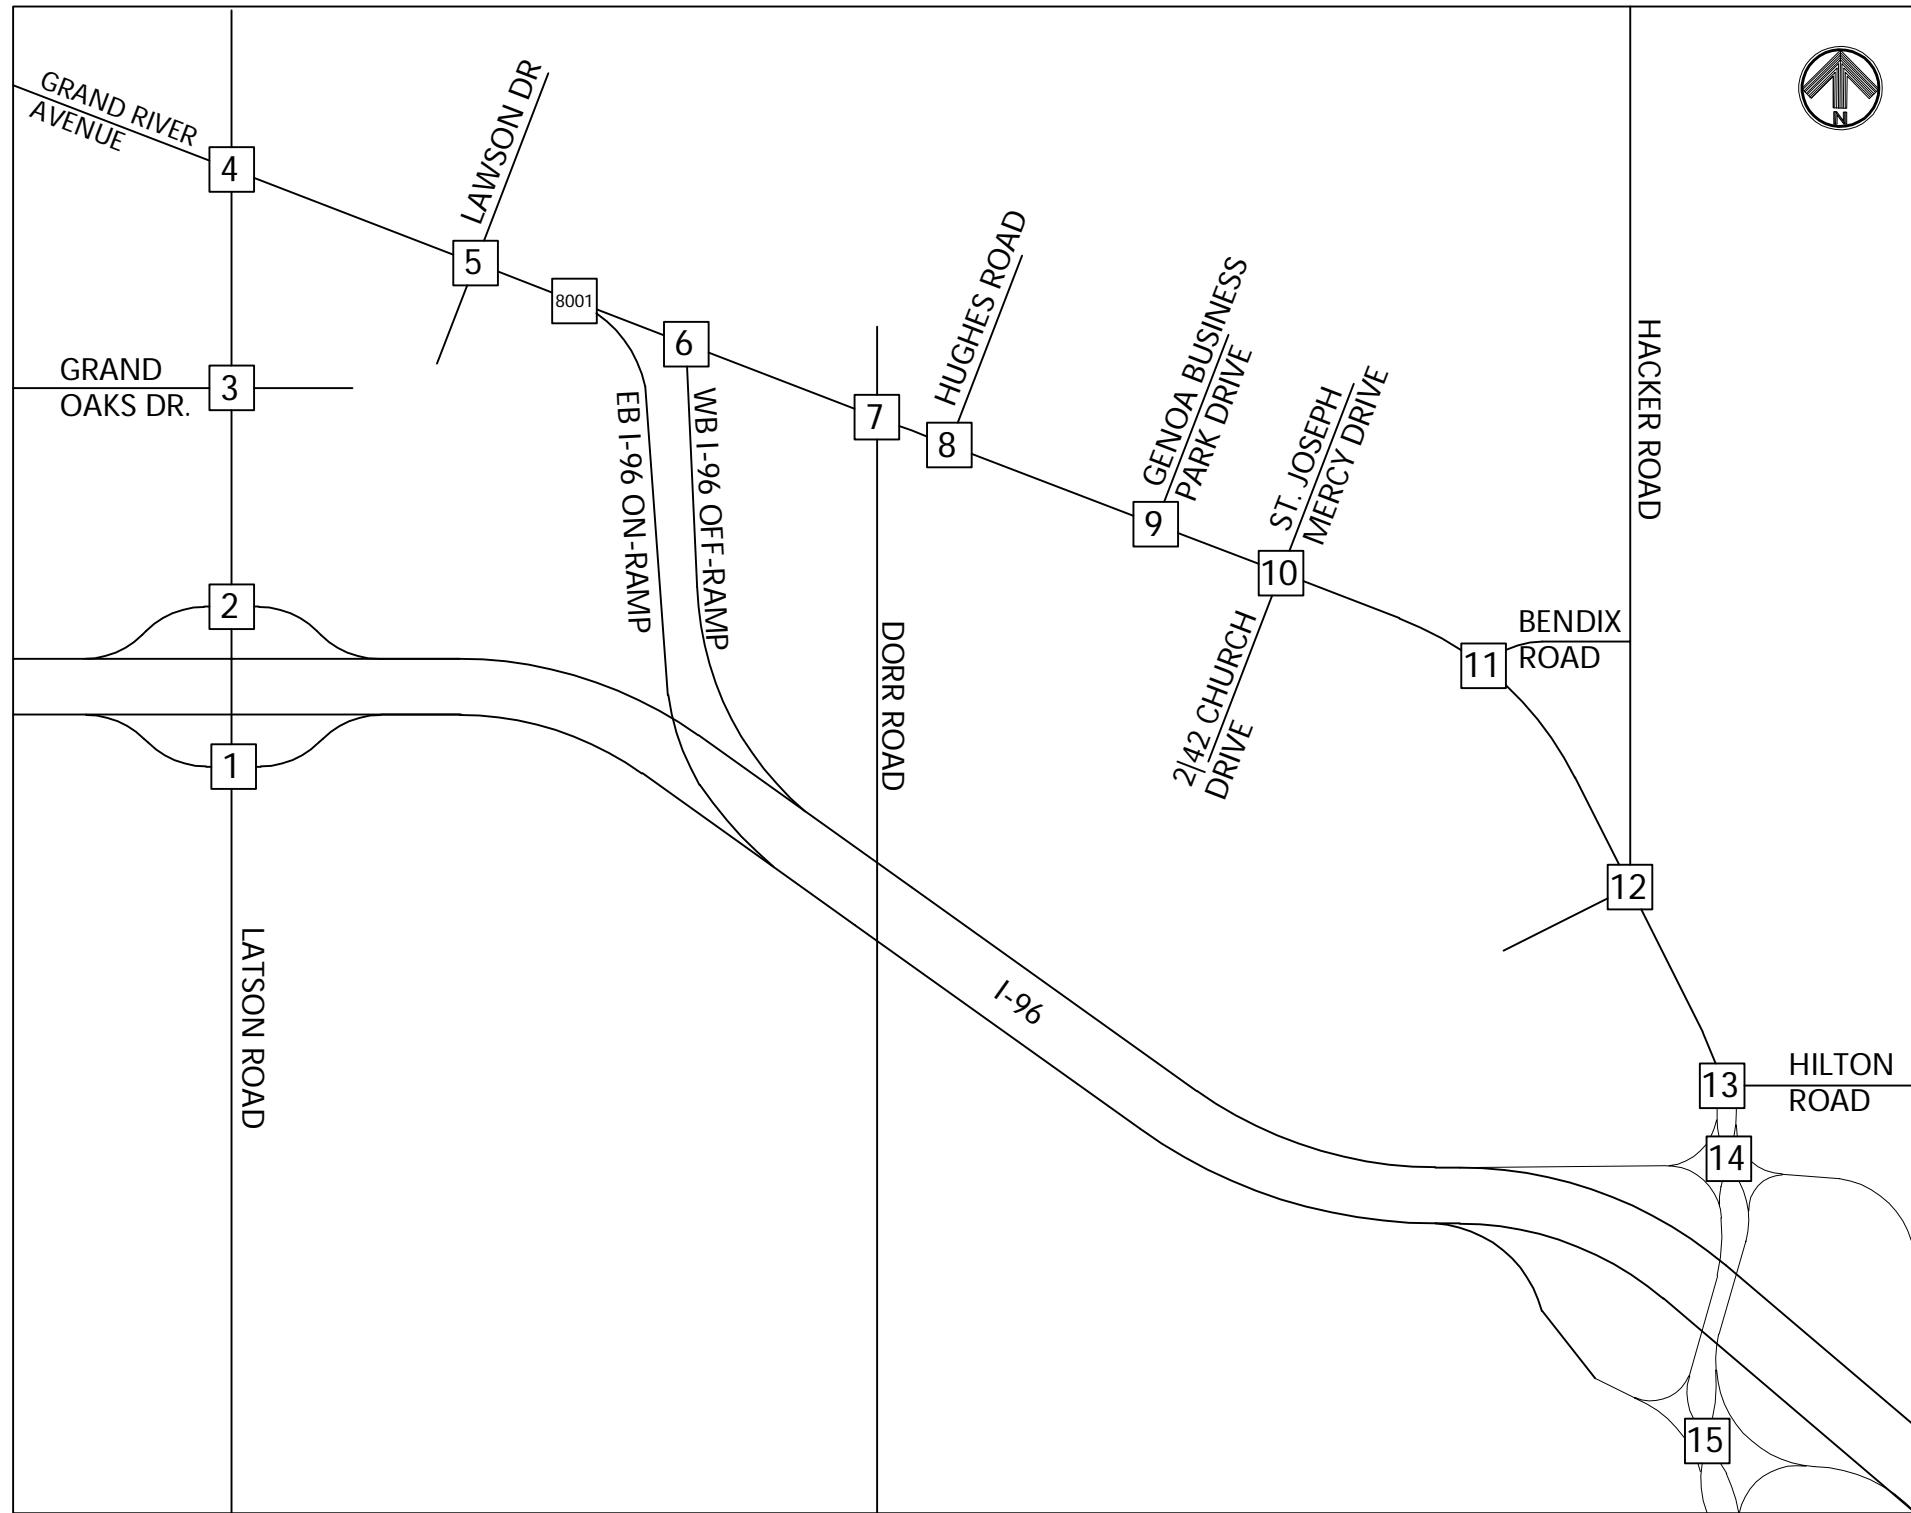 GRAND RIVER
AVENUE
4
LAWSON DR
5
8001
6
N
GRAND
OAKS DR.
3
EB I-96 ON-RAMP
WB I-96 OFF-RAMP
7
HUGHES ROAD
8
GENOA BUSINESS
PARK DRIVE
9
ST. JOSEPH
MERCY DRIVE
10
HACKER ROAD
2
1
DORR ROAD
2|42 CHURCH
DRIVE
BENDIX
ROAD
11
12
LATSON ROAD
I-96
13
HILTON
ROAD
14
15